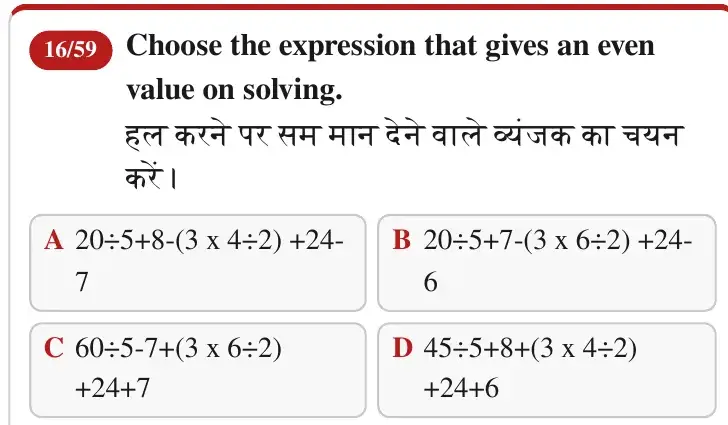 16/59 Choose the expression that gives an even
value on solving.
हल करने पर सम मान देने वाले व्यंजक का चयन
करें।
A 20÷5+8-(3 x 4÷2) +24-
7
B 20÷5+7-(3 x 6÷2) +24-
6
C 60÷5-7+(3 x 6÷2)
+24+7
D 45÷5+8+(3 x 4÷2)
+24+6